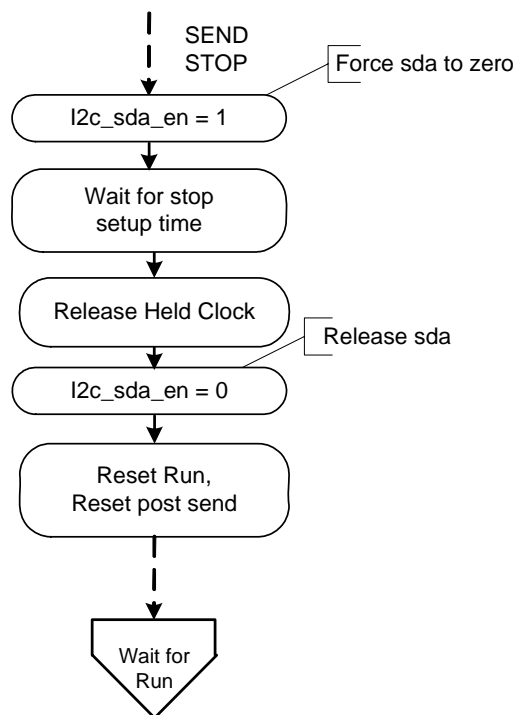 SEND
STOP
Force sda to zero
I2c_sda_en = 1
Wait for stop
setup time
Release Held Clock
Release sda
I2c_sda_en = 0
Reset Run,
Reset post send
Wait for
Run